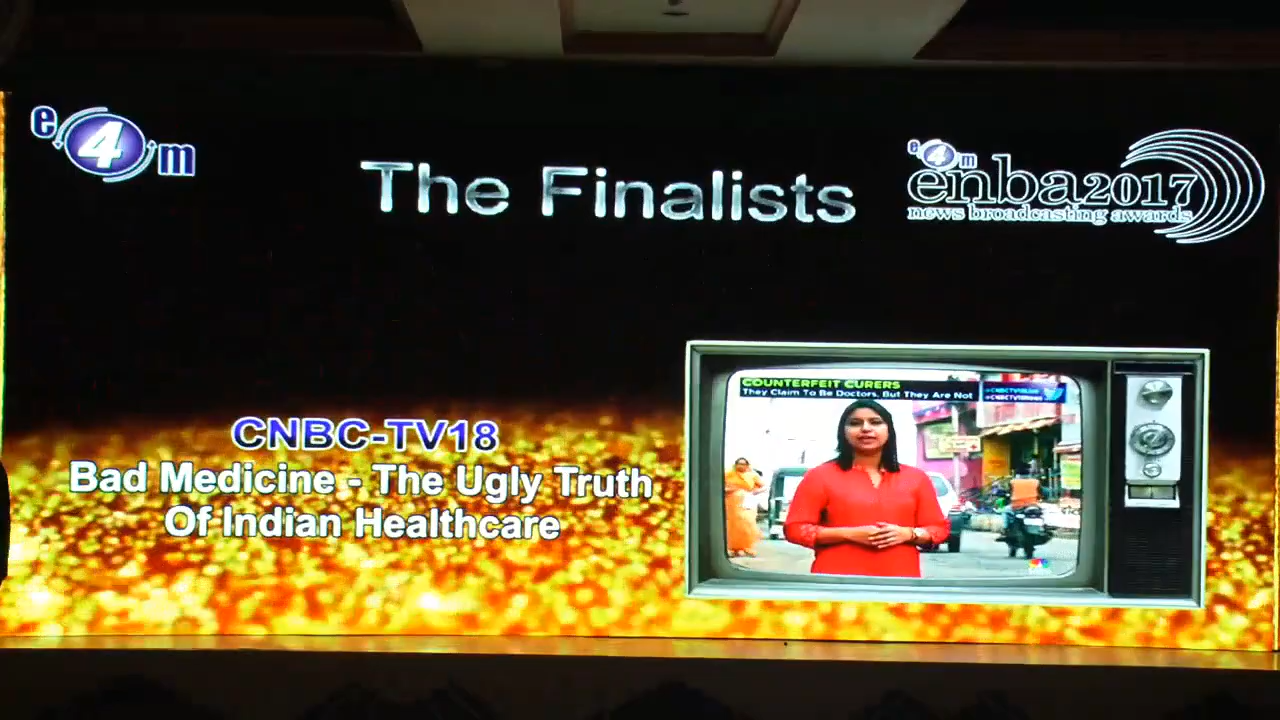 e4m
The Finalists
e4m
enba2017
news broadcasting awards
COUNTERFEIT CURERS
They Claim To Be Doctors, But They Are Not
CNBC-TV18
Bad Medicine - The Ugly Truth
Of Indian Healthcare